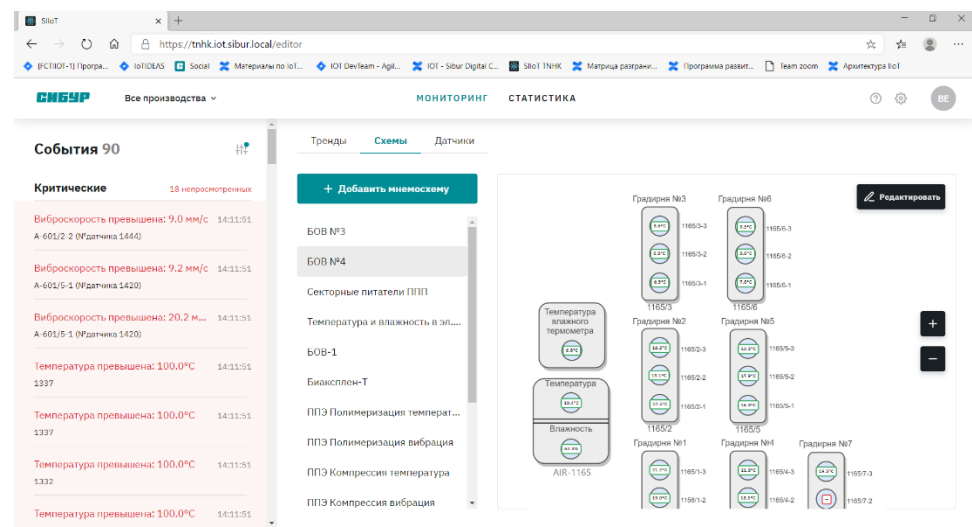 SIIoT
https://tnhk.iot.sibur.local/editor
[FCTIIOT-1] Програ... IoTIDEAS Social Материалы по IoT... IOT DevTeam - Agil... IOT - Sibur Digital C... SIIoT TNHK Матрица разграни... Программа развит... Team zoom Архитектура IIoT
СИБУР Все производства МОНИТОРИНГ СТАТИСТИКА BE
События 90
Критические 18 непросмотренных
Виброскорость превышена: 9.0 мм/с 14:11:51
А-601/2-2 (№датчика 1444)
Виброскорость превышена: 9.2 мм/с 14:11:51
А-601/5-1 (№датчика 1420)
Виброскорость превышена: 20.2 м... 14:11:51
А-601/5-1 (№датчика 1420)
Температура превышена: 100.0°C 14:11:51
1337
Температура превышена: 100.0°C 14:11:51
1337
Температура превышена: 100.0°C 14:11:51
1332
Температура превышена: 100.0°C 14:11:51
Тренды Схемы Датчики
+ Добавить мнемосхему
БОВ №3
БОВ №4
Секторные питатели ППП
Температура и влажность в эл....
БОВ-1
Биаксплен-Т
ППЭ Полимеризация температ...
ППЭ Полимеризация вибрация
ППЭ Компрессия температура
ППЭ Компрессия вибрация
Редактировать
Градирня №3 Градирня №6
1165/3-3 1165/6-3
1165/3-2 1165/6-2
1165/3-1 1165/6-1
1165/3 1165/6
Температура
влажного
термометра
Градирня №2 Градирня №5
1165/2-3 1165/5-3
1165/2-2 1165/5-2
1165/2-1 1165/5-1
1165/2 1165/5
Температура
Влажность
AIR-1165
Градирня №1 Градирня №4 Градирня №7
1165/1-3 1165/4-3 1165/7-3
1156/1-2 1165/4-2 1165/7-2